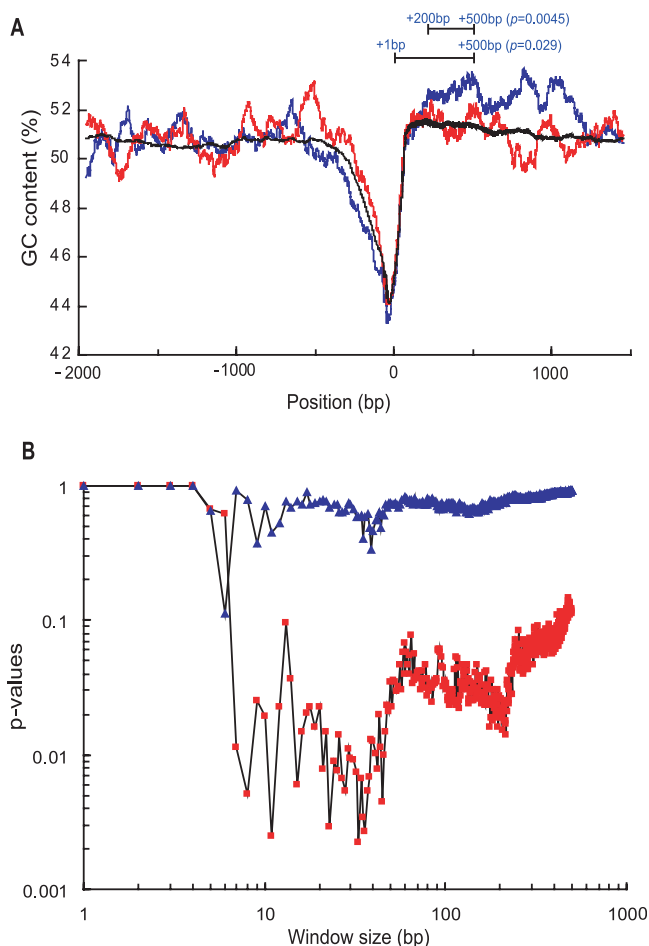 A
+200bp +500bp (p=0.0045)
+1bp +500bp (p=0.029)
54
52
50
48
46
44
42
GC content (%)
-2000 -1000 0 1000
Position (bp)
B
1
0.1
0.01
0.001
p-values
1 10 100 1000
Window size (bp)